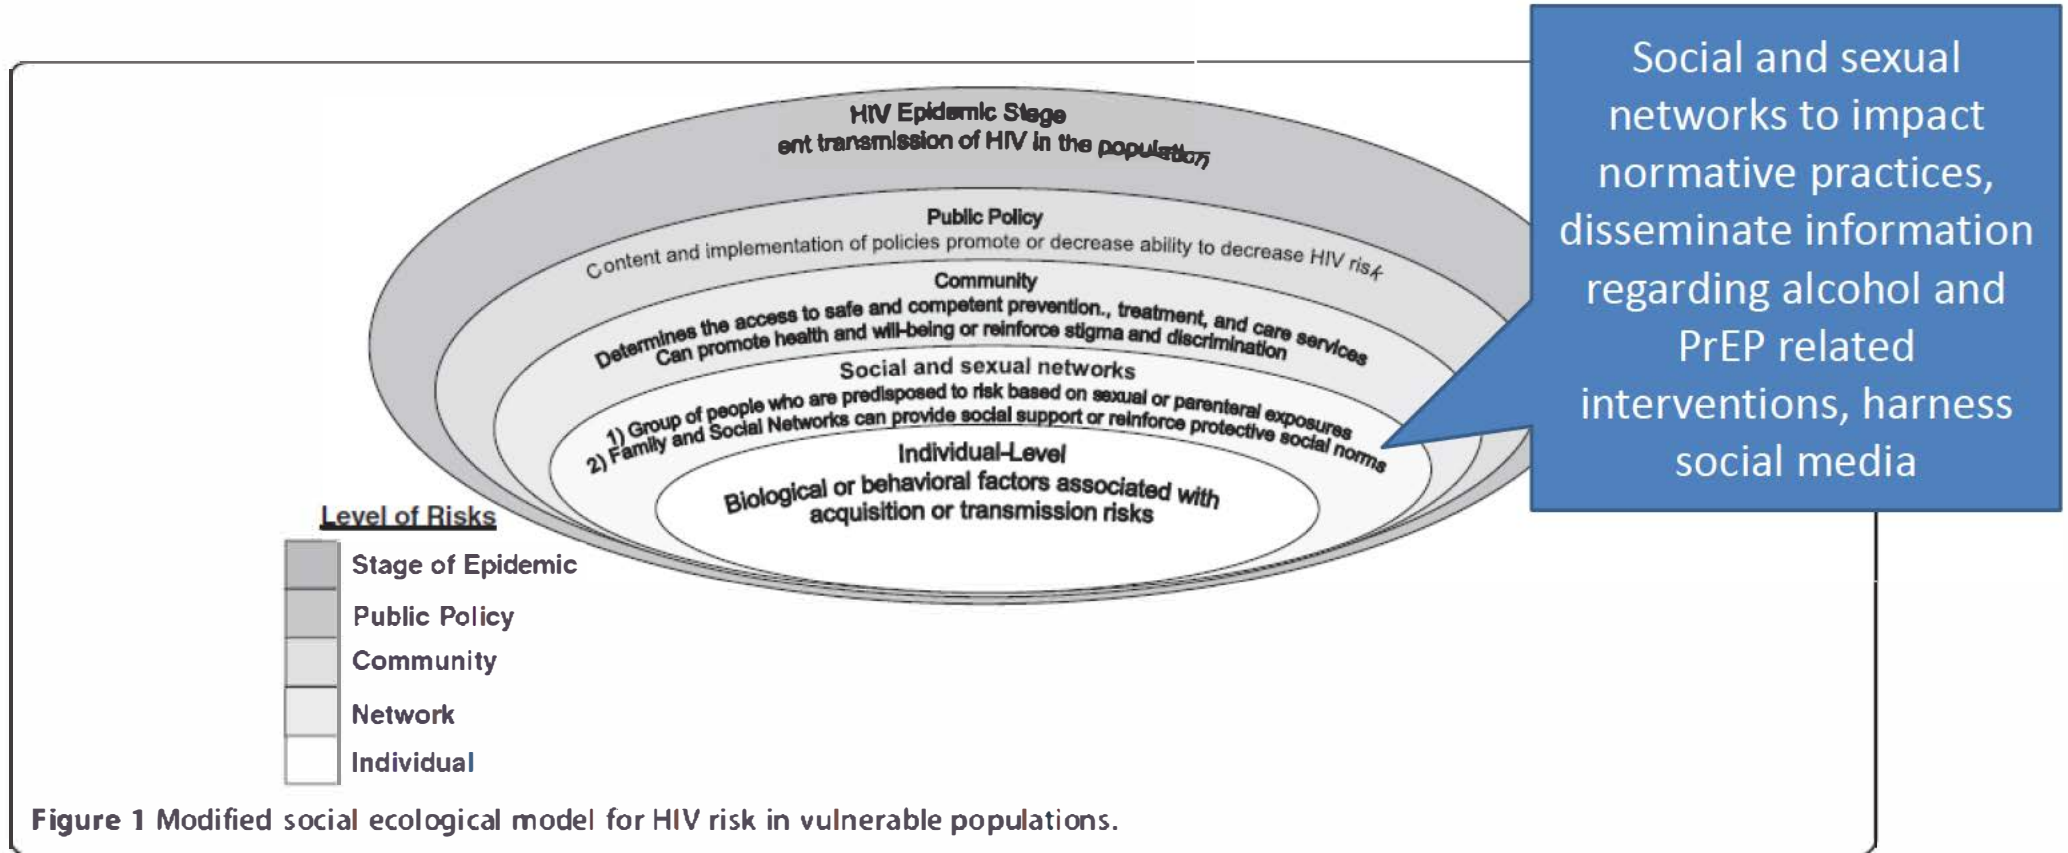 HIV Epidemic Stage
ent transmission of HIV in the population
Public Policy
Content and implementation of policies promote or decrease ability to decrease HIV risk
Community
Determines the access to safe and competent prevention., treatment, and care services
Can promote health and will-being or reinforce stigma and discrimination
Social and sexual networks
1) Group of people who are predisposed to risk based on sexual or parenteral exposures
2) Family and Social Networks can provide social support or reinforce protective social norms
Individual-Level
Biological or behavioral factors associated with
acquisition or transmission risks
Social and sexual
networks to impact
normative practices,
disseminate information
regarding alcohol and
PrEP related
interventions, harness
social media
Level of Risks
Stage of Epidemic
Public Policy
Community
Network
Individual
Figure 1 Modified social ecological model for HIV risk in vulnerable populations.